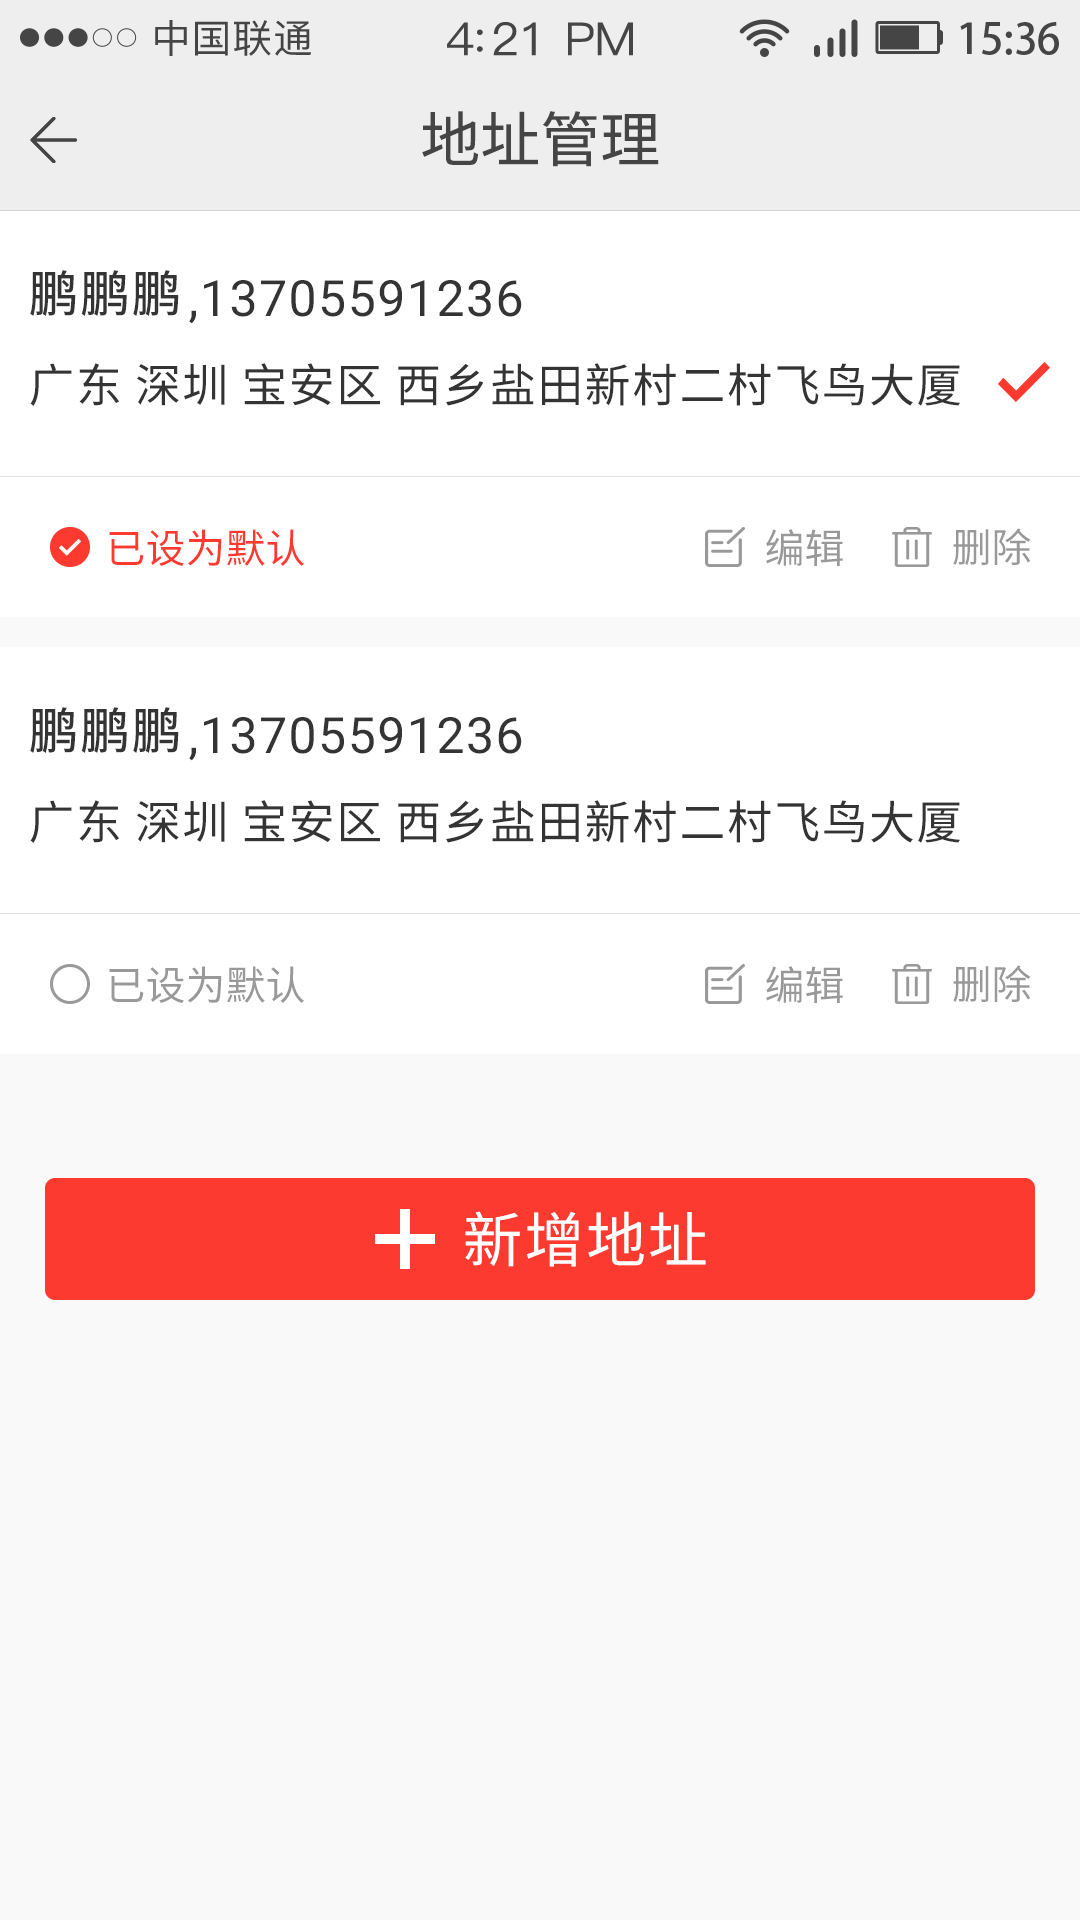 中国联通 4:21 PM 15:36
地址管理
鹏鹏鹏,13705591236
广东 深圳 宝安区 西乡盐田新村二村飞鸟大厦
已设为默认 编辑 删除
鹏鹏鹏,13705591236
广东 深圳 宝安区 西乡盐田新村二村飞鸟大厦
已设为默认 编辑 删除
新增地址